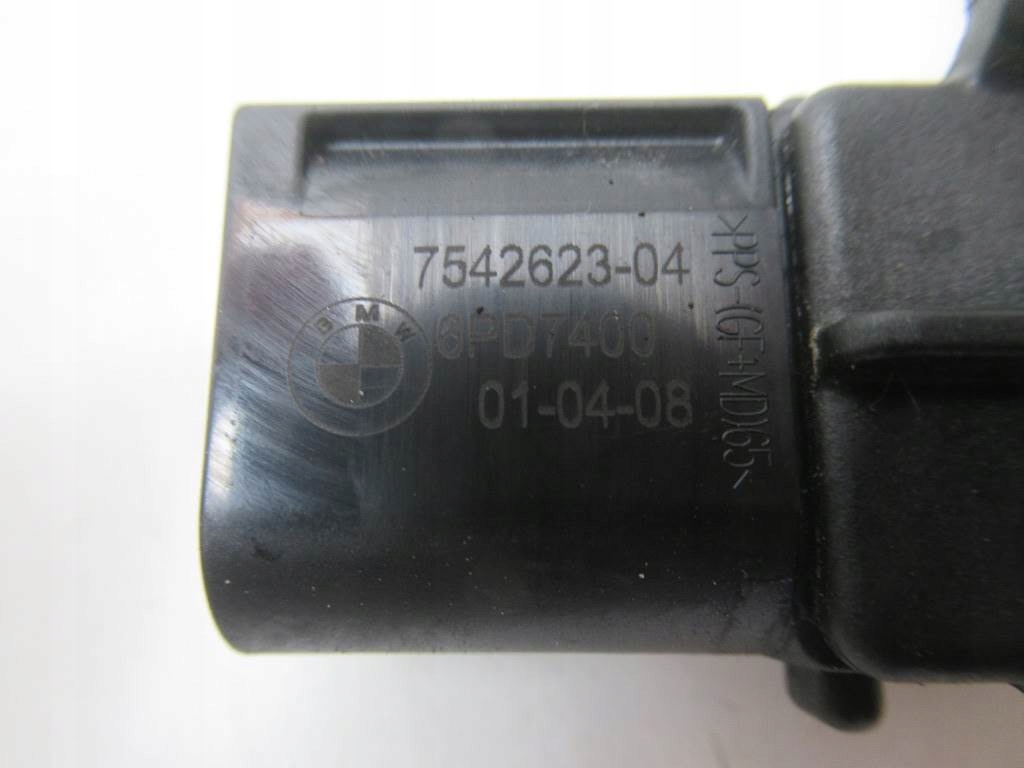 7542623-04
BMW
6PD7400
01-04-08
>PPS-(GF+MD)65<